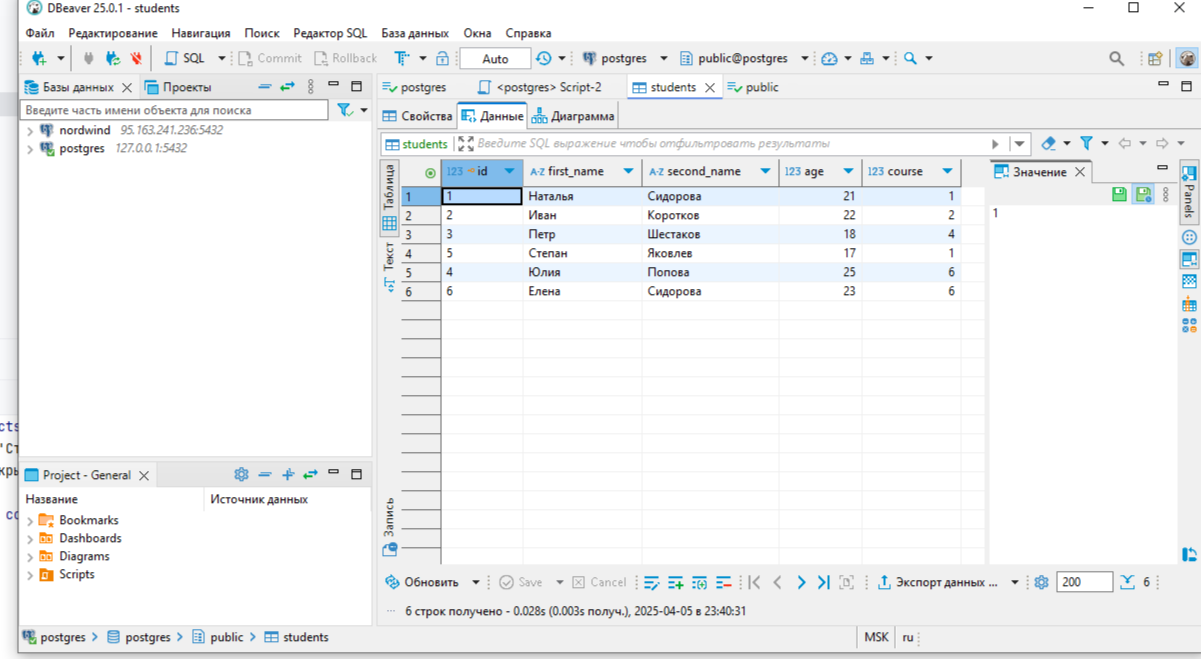 DBeaver 25.0.1 - students
Файл Редактирование Навигация Поиск Редактор SQL База данных Окна Справка
SQL Commit Rollback Auto postgres public@postgres
Базы данных Проекты
postgres <postgres> Script-2 students public
Введите часть имени объекта для поиска
Свойства Данные Диаграмма
nordwind 95.163.241.236:5432
postgres 127.0.0.1:5432
students Введите SQL выражение чтобы отфильтровать результаты
Таблица
Текст
Запись
123 id A-Z first_name A-Z second_name 123 age 123 course
1 1 Наталья Сидорова 21 1
2 2 Иван Коротков 22 2
3 3 Петр Шестаков 18 4
4 5 Степан Яковлев 17 1
5 4 Юлия Попова 25 6
6 6 Елена Сидорова 23 6
Значение
1
Panels
Project - General
Название Источник данных
Bookmarks
Dashboards
Diagrams
Scripts
Обновить Save Cancel Экспорт данных ... 200 6
6 строк получено - 0.028s (0.003s получ.), 2025-04-05 в 23:40:31
postgres postgres public students MSK ru